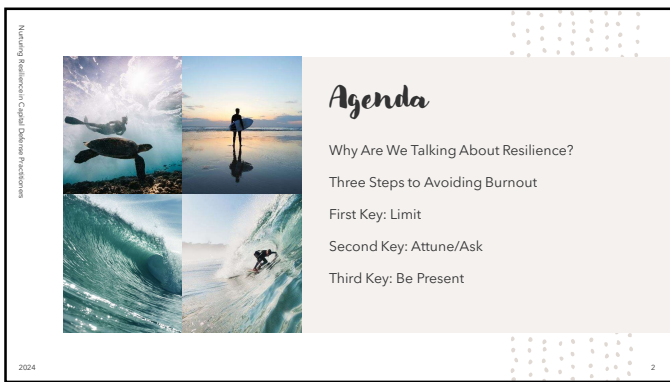 Nurturing Resilience in Capital Defense Practitioners
Agenda
Why Are We Talking About Resilience?
Three Steps to Avoiding Burnout
First Key: Limit
Second Key: Attune/Ask
Third Key: Be Present
2024
2